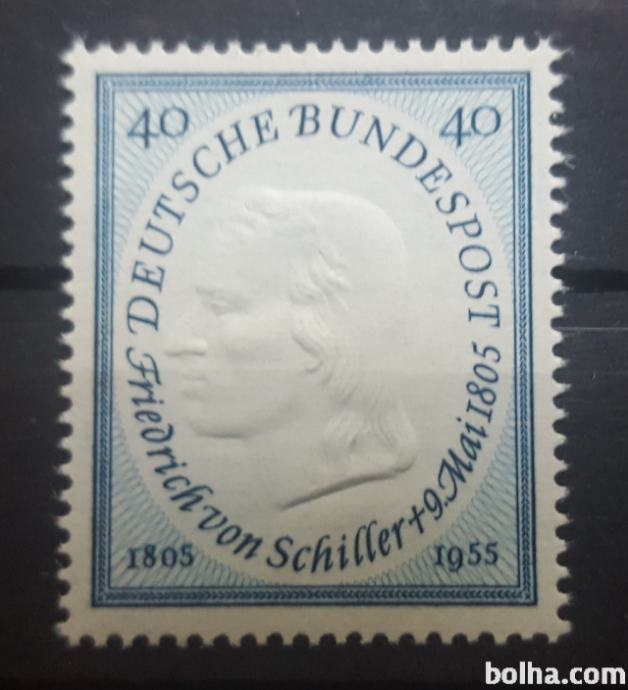 40 40
DEUTSCHE BUNDESPOST
Friedrich von Schiller + 9. Mai 1805
1805 1955
bolha.com